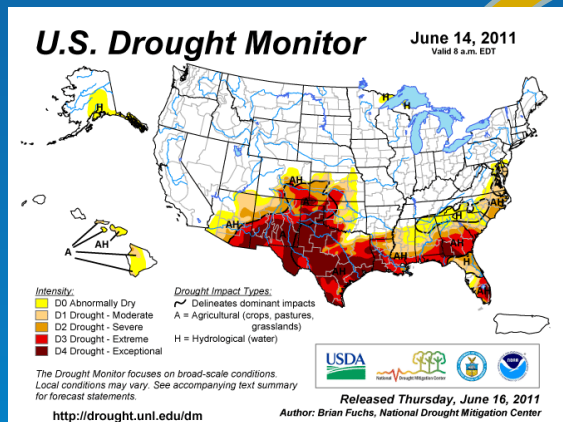 U.S. Drought Monitor
June 14, 2011
Valid 8 a.m. EDT
H
H
H
AH
AH
AH
H
AH
AH
AH
H
AH
A
AH
Intensity:
D0 Abnormally Dry
D1 Drought - Moderate
D2 Drought - Severe
D3 Drought - Extreme
D4 Drought - Exceptional
Drought Impact Types:
Delineates dominant impacts
A = Agricultural (crops, pastures,
grasslands)
H = Hydrological (water)
The Drought Monitor focuses on broad-scale conditions.
Local conditions may vary. See accompanying text summary
for forecast statements.
http://drought.unl.edu/dm
USDA
National Drought Mitigation Center
Released Thursday, June 16, 2011
Author: Brian Fuchs, National Drought Mitigation Center